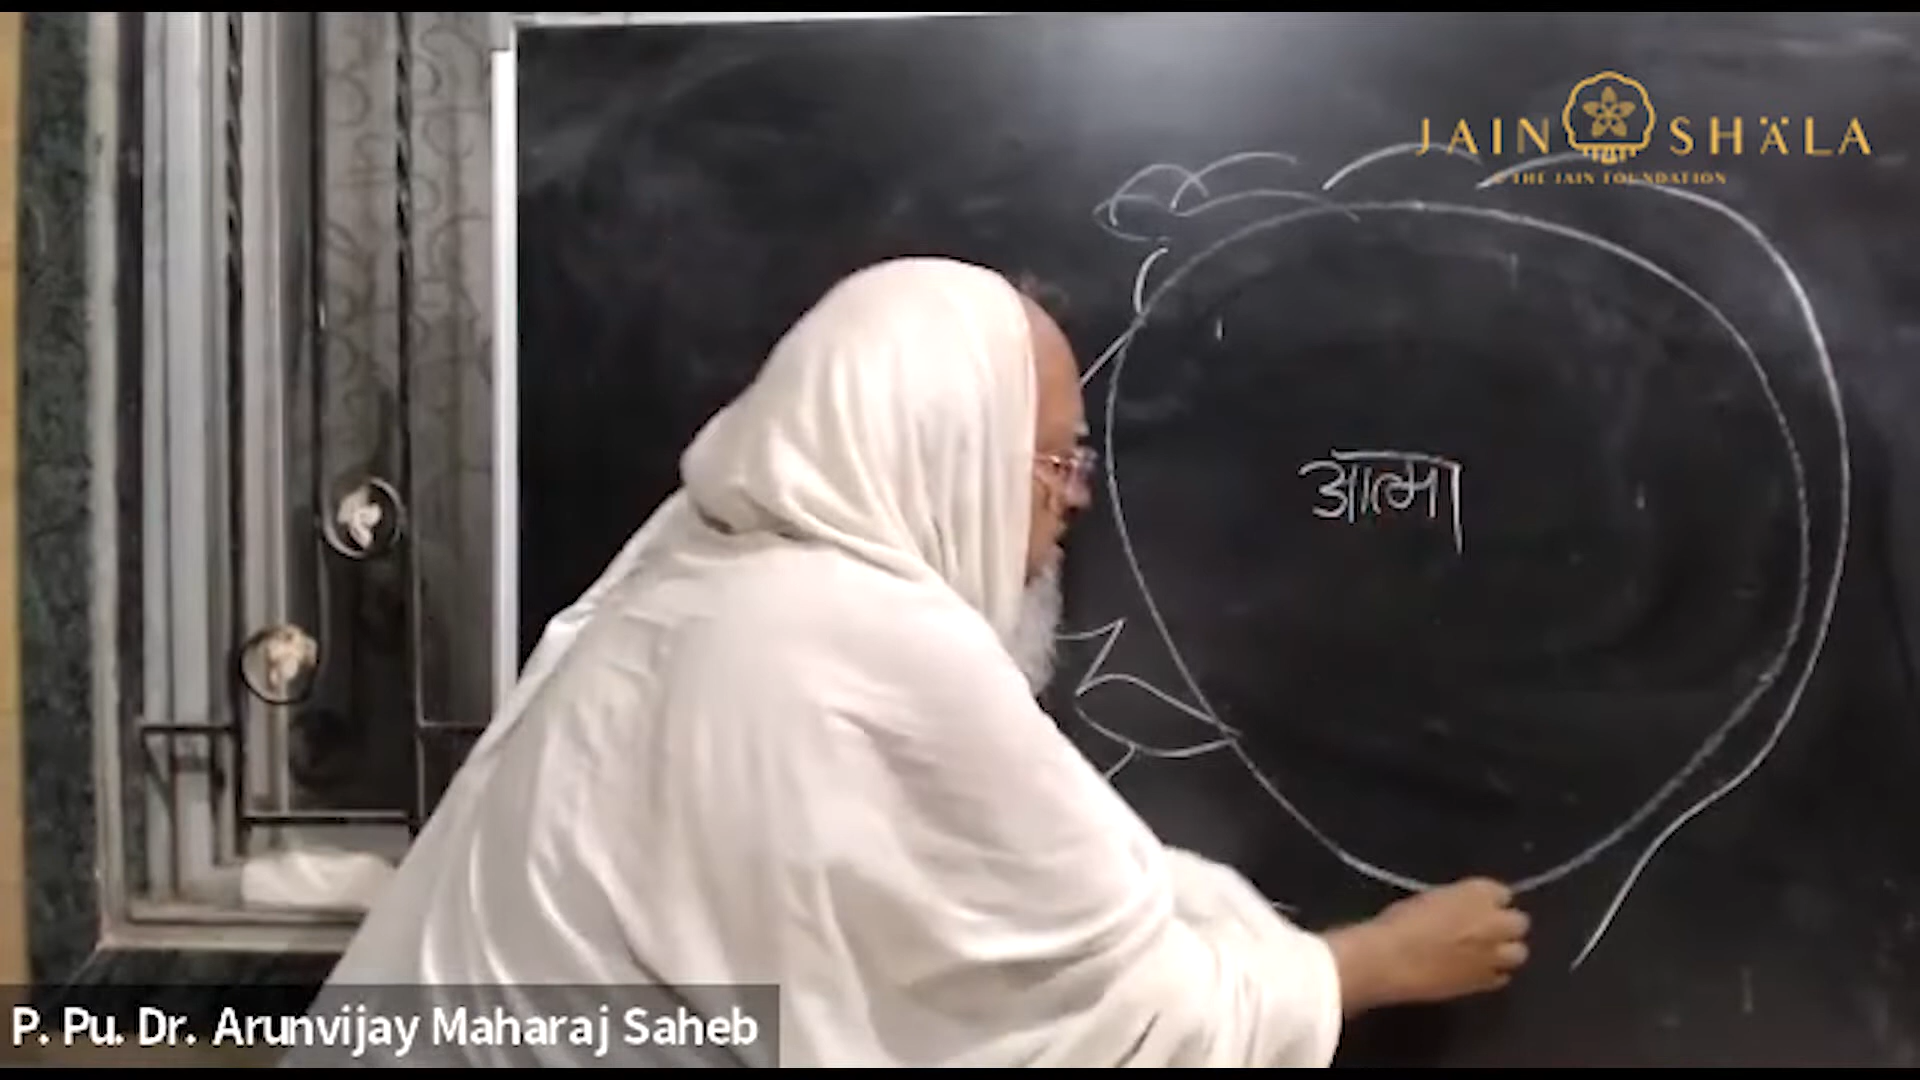 JAIN SHÄLA
© THE JAIN FOUNDATION
आत्मा
P. Pu. Dr. Arunvijay Maharaj Saheb